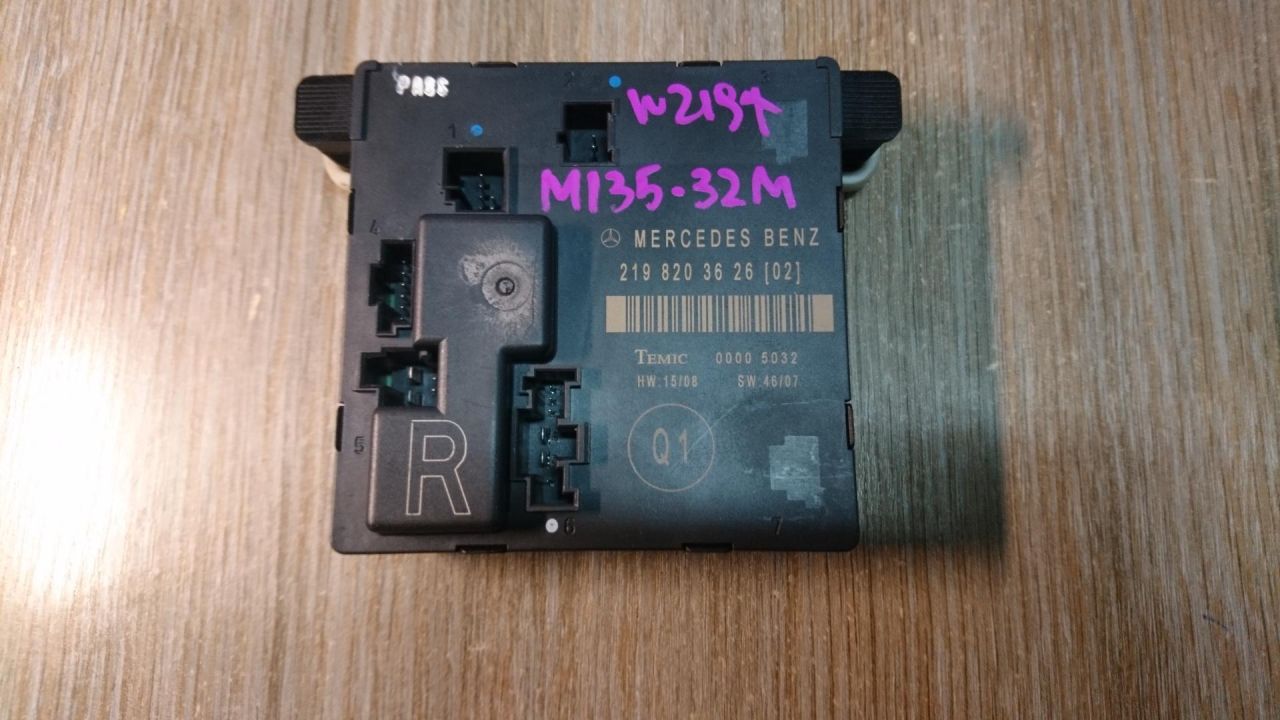 PASS
2
3
W219x
1
M135-32M
4
MERCEDES BENZ
219 820 36 26 [02]
TEMIC 0000 5032
HW:15/08 SW:46/07
R
5
Q1
6
7